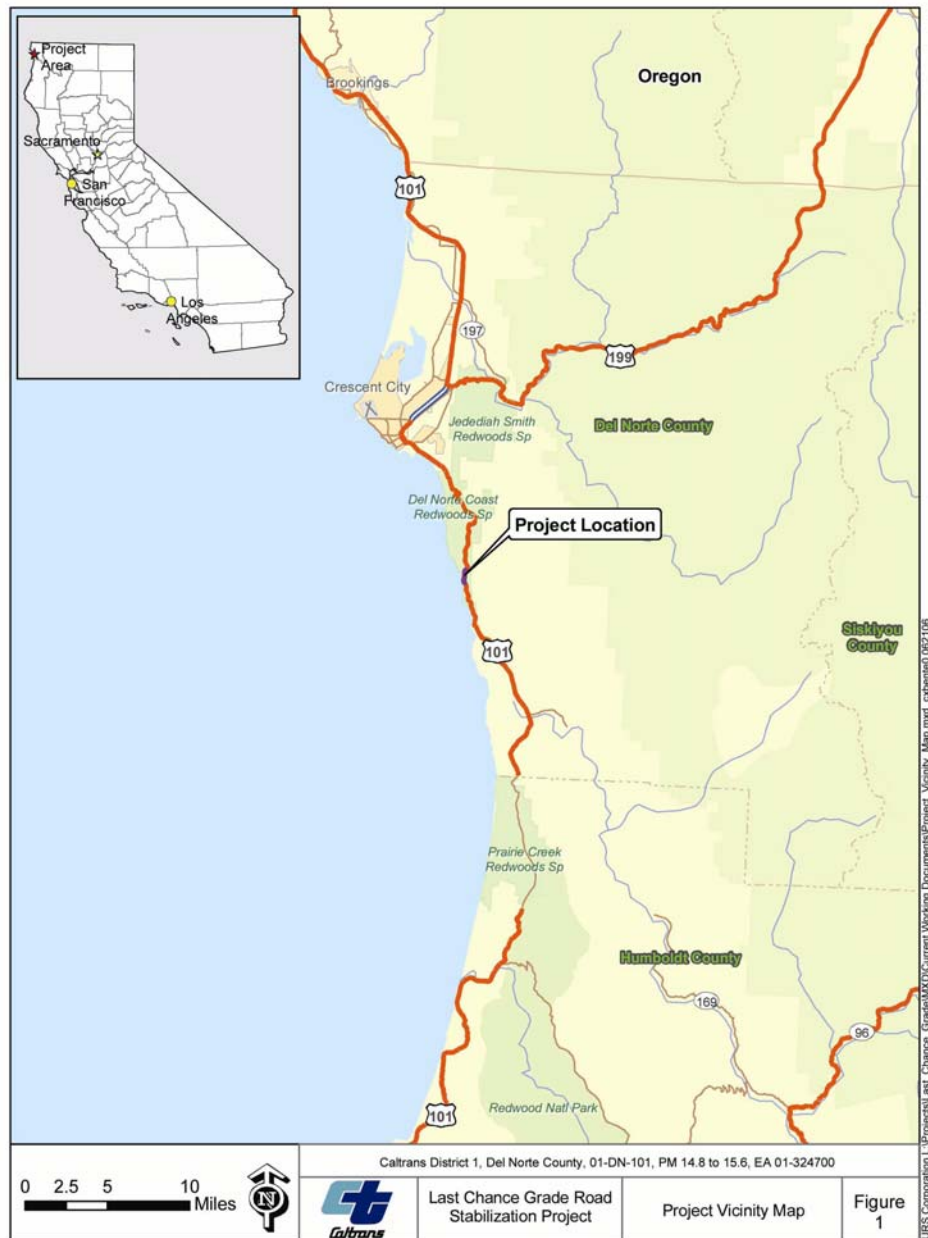 Project
Area
Sacramento
San
Francisco
Los
Angeles
Oregon
Brookings
101
197
199
Crescent City
Jedediah Smith
Redwoods Sp
Del Norte County
Del Norte Coast
Redwoods Sp
Project Location
Siskiyou
County
101
Prairie Creek
Redwoods Sp
Humboldt County
169
96
Redwood Natl Park
101
0 2.5 5 10
Miles
N
Caltrans District 1, Del Norte County, 01-DN-101, PM 14.8 to 15.6, EA 01-324700
ct
Caltrans
Last Chance Grade Road
Stabilization Project
Project Vicinity Map
Figure
1